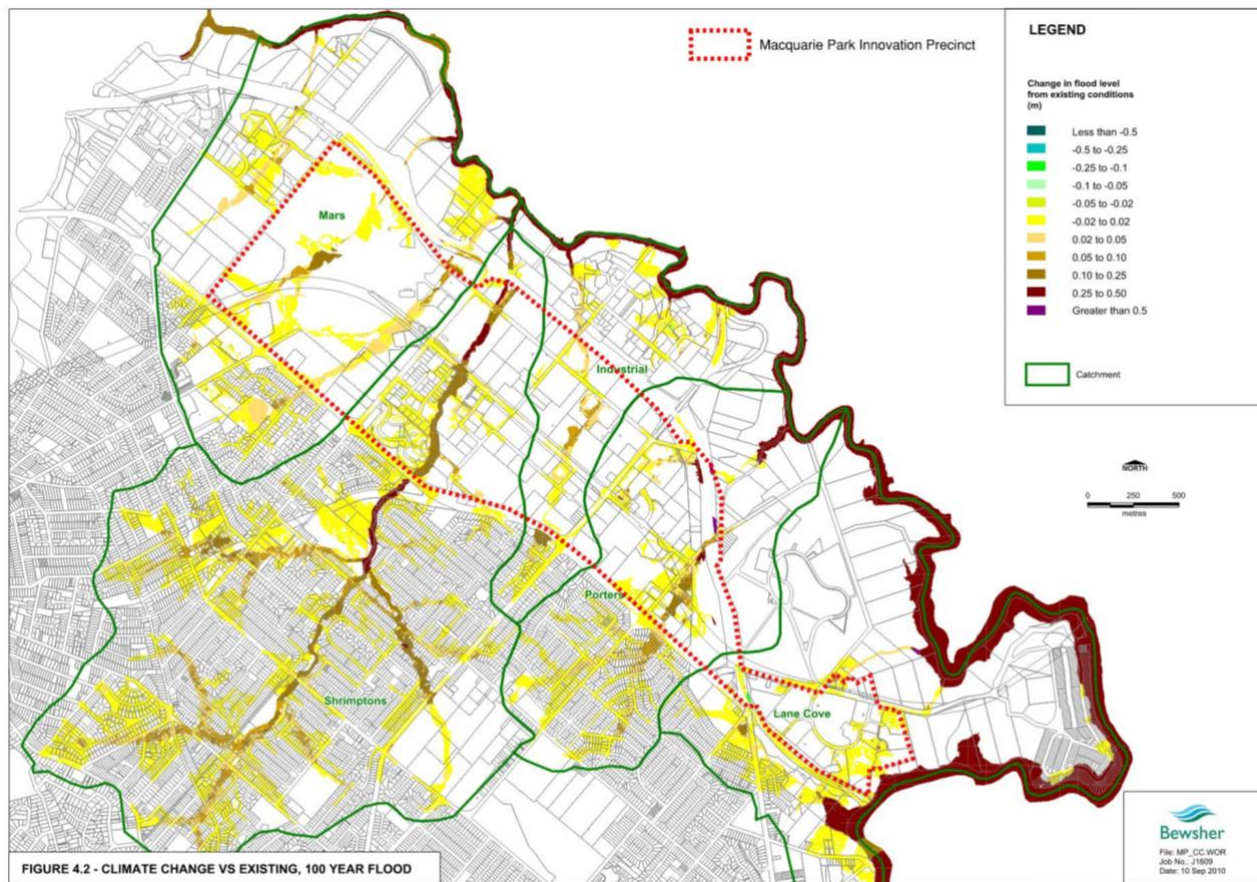 Macquarie Park Innovation Precinct
LEGEND
Change in flood level
from existing conditions
(m)
Less than -0.5
-0.5 to -0.25
-0.25 to -0.1
-0.1 to -0.05
-0.05 to -0.02
-0.02 to 0.02
0.02 to 0.05
0.05 to 0.10
0.10 to 0.25
0.25 to 0.50
Greater than 0.5
Catchment
Mars
Industrial
Porters
Shrimptons
Lane Cove
NORTH
0 250 500
metres
Bewsher
File: MP_CC.WOR
Job No.: J1609
Date: 10 Sep 2010
FIGURE 4.2 - CLIMATE CHANGE VS EXISTING, 100 YEAR FLOOD